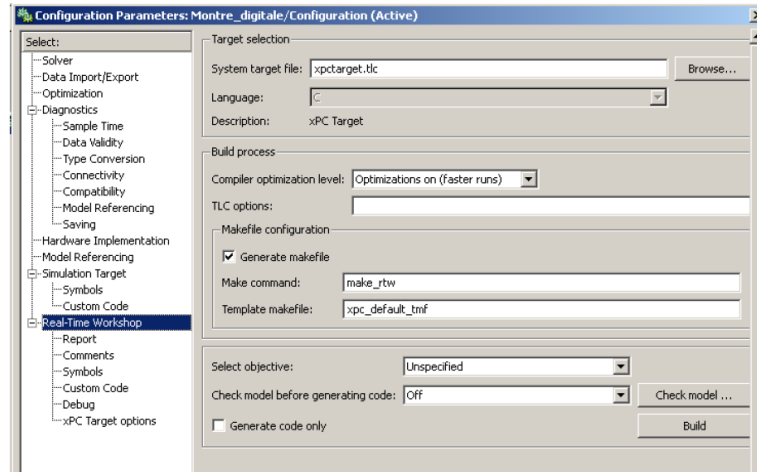 Configuration Parameters: Montre_digitale/Configuration (Active)
Select:
Solver
Data Import/Export
Optimization
Diagnostics
Sample Time
Data Validity
Type Conversion
Connectivity
Compatibility
Model Referencing
Saving
Hardware Implementation
Model Referencing
Simulation Target
Symbols
Custom Code
Real-Time Workshop
Report
Comments
Symbols
Custom Code
Debug
xPC Target options
Target selection
System target file: xpctarget.tlc Browse...
Language: C
Description: xPC Target
Build process
Compiler optimization level: Optimizations on (faster runs)
TLC options:
Makefile configuration
Generate makefile
Make command: make_rtw
Template makefile: xpc_default_tmf
Select objective: Unspecified
Check model before generating code: Off Check model ...
Generate code only Build